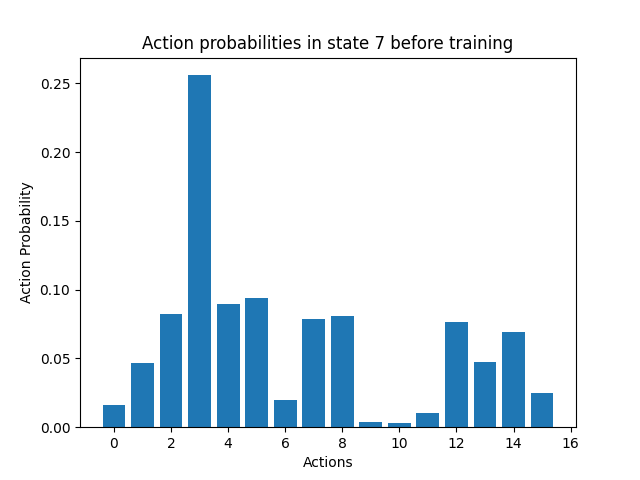 Action probabilities in state 7 before training
0.25
0.20
0.15
0.10
0.05
0.00
Action Probability
0 2 4 6 8 10 12 14 16
Actions